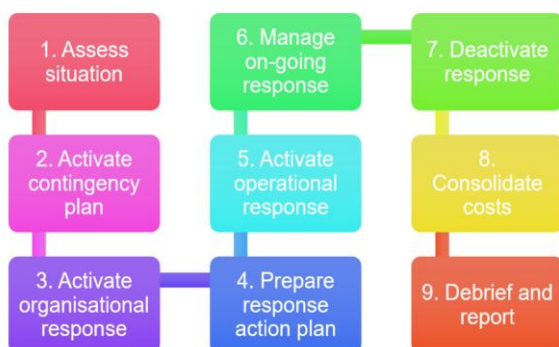 1. Assess
situation
2. Activate
contingency
plan
3. Activate
organisational
response
4. Prepare
response
action plan
5. Activate
operational
response
6. Manage
on-going
response
7. Deactivate
response
8.
Consolidate
costs
9. Debrief and
report